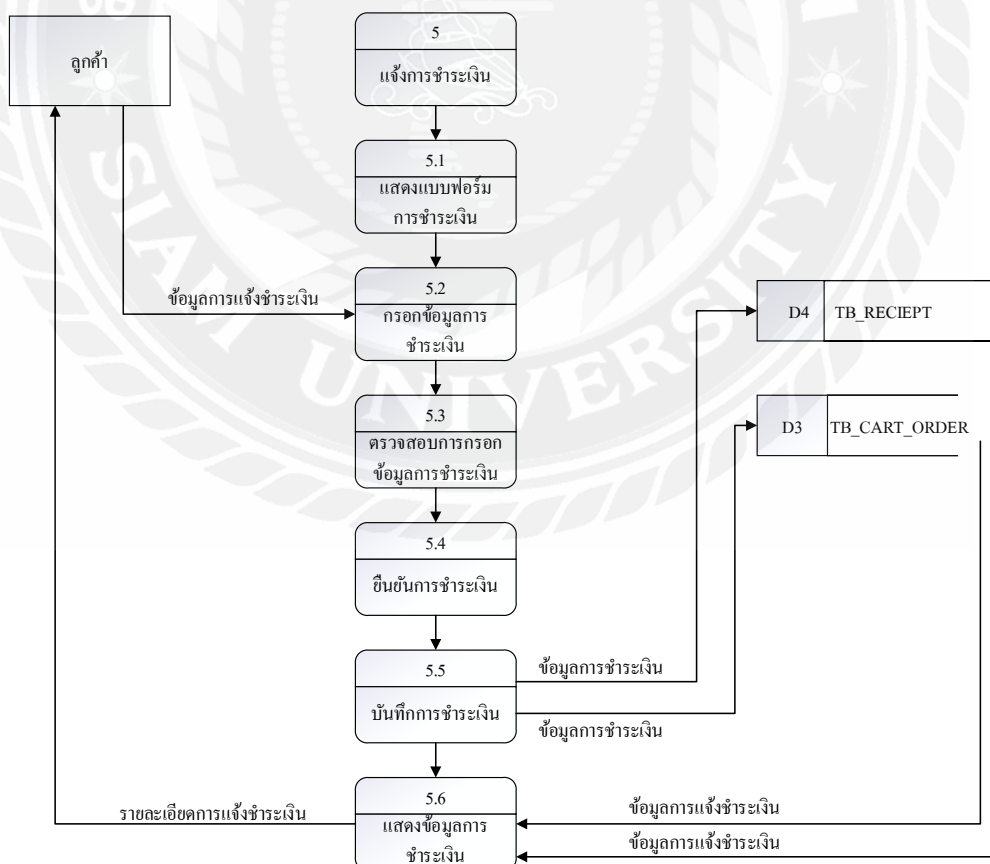 ลูกค้า
5
แจ้งการชำระเงิน
5.1
แสดงแบบฟอร์ม
การชำระเงิน
ข้อมูลการแจ้งชำระเงิน
5.2
กรอกข้อมูลการ
ชำระเงิน
D4 TB_RECIEPT
5.3
ตรวจสอบการกรอก
ข้อมูลการชำระเงิน
D3 TB_CART_ORDER
5.4
ยืนยันการชำระเงิน
5.5
บันทึกการชำระเงิน
ข้อมูลการชำระเงิน
ข้อมูลการชำระเงิน
5.6
แสดงข้อมูลการ
ชำระเงิน
รายละเอียดการแจ้งชำระเงิน
ข้อมูลการแจ้งชำระเงิน
ข้อมูลการแจ้งชำระเงิน
SIAM UNIVERSITY